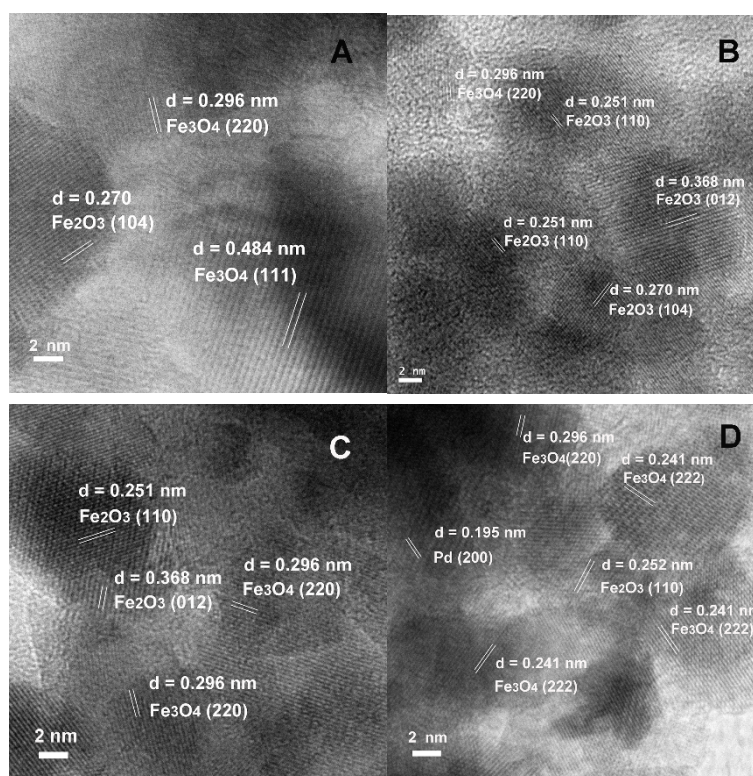 A
d = 0.296 nm
Fe3O4 (220)
d = 0.270
Fe2O3 (104)
d = 0.484 nm
Fe3O4 (111)
2 nm
B
d = 0.296 nm
Fe3O4 (220)
d = 0.251 nm
Fe2O3 (110)
d = 0.368 nm
Fe2O3 (012)
d = 0.251 nm
Fe2O3 (110)
d = 0.270 nm
Fe2O3 (104)
2 nm
C
d = 0.251 nm
Fe2O3 (110)
d = 0.368 nm
Fe2O3 (012)
d = 0.296 nm
Fe3O4 (220)
d = 0.296 nm
Fe3O4 (220)
2 nm
D
d = 0.296 nm
Fe3O4(220)
d = 0.241 nm
Fe3O4 (222)
d = 0.195 nm
Pd (200)
d = 0.252 nm
Fe2O3 (110)
d = 0.241 nm
Fe3O4 (222)
d = 0.241 nm
Fe3O4 (222)
2 nm